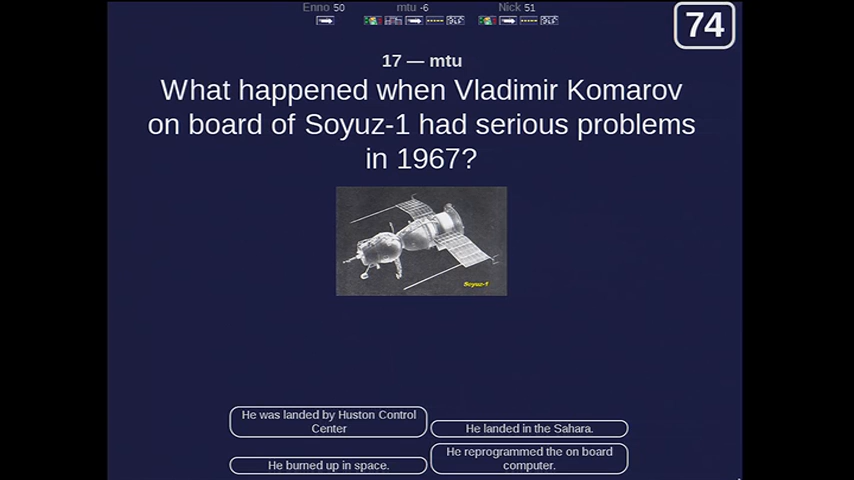 Enno 50 mtu -6 Nick 51
74
17 — mtu
What happened when Vladimir Komarov
on board of Soyuz-1 had serious problems
in 1967?
Soyuz-1
He was landed by Huston Control
Center
He landed in the Sahara.
He burned up in space.
He reprogrammed the on board
computer.